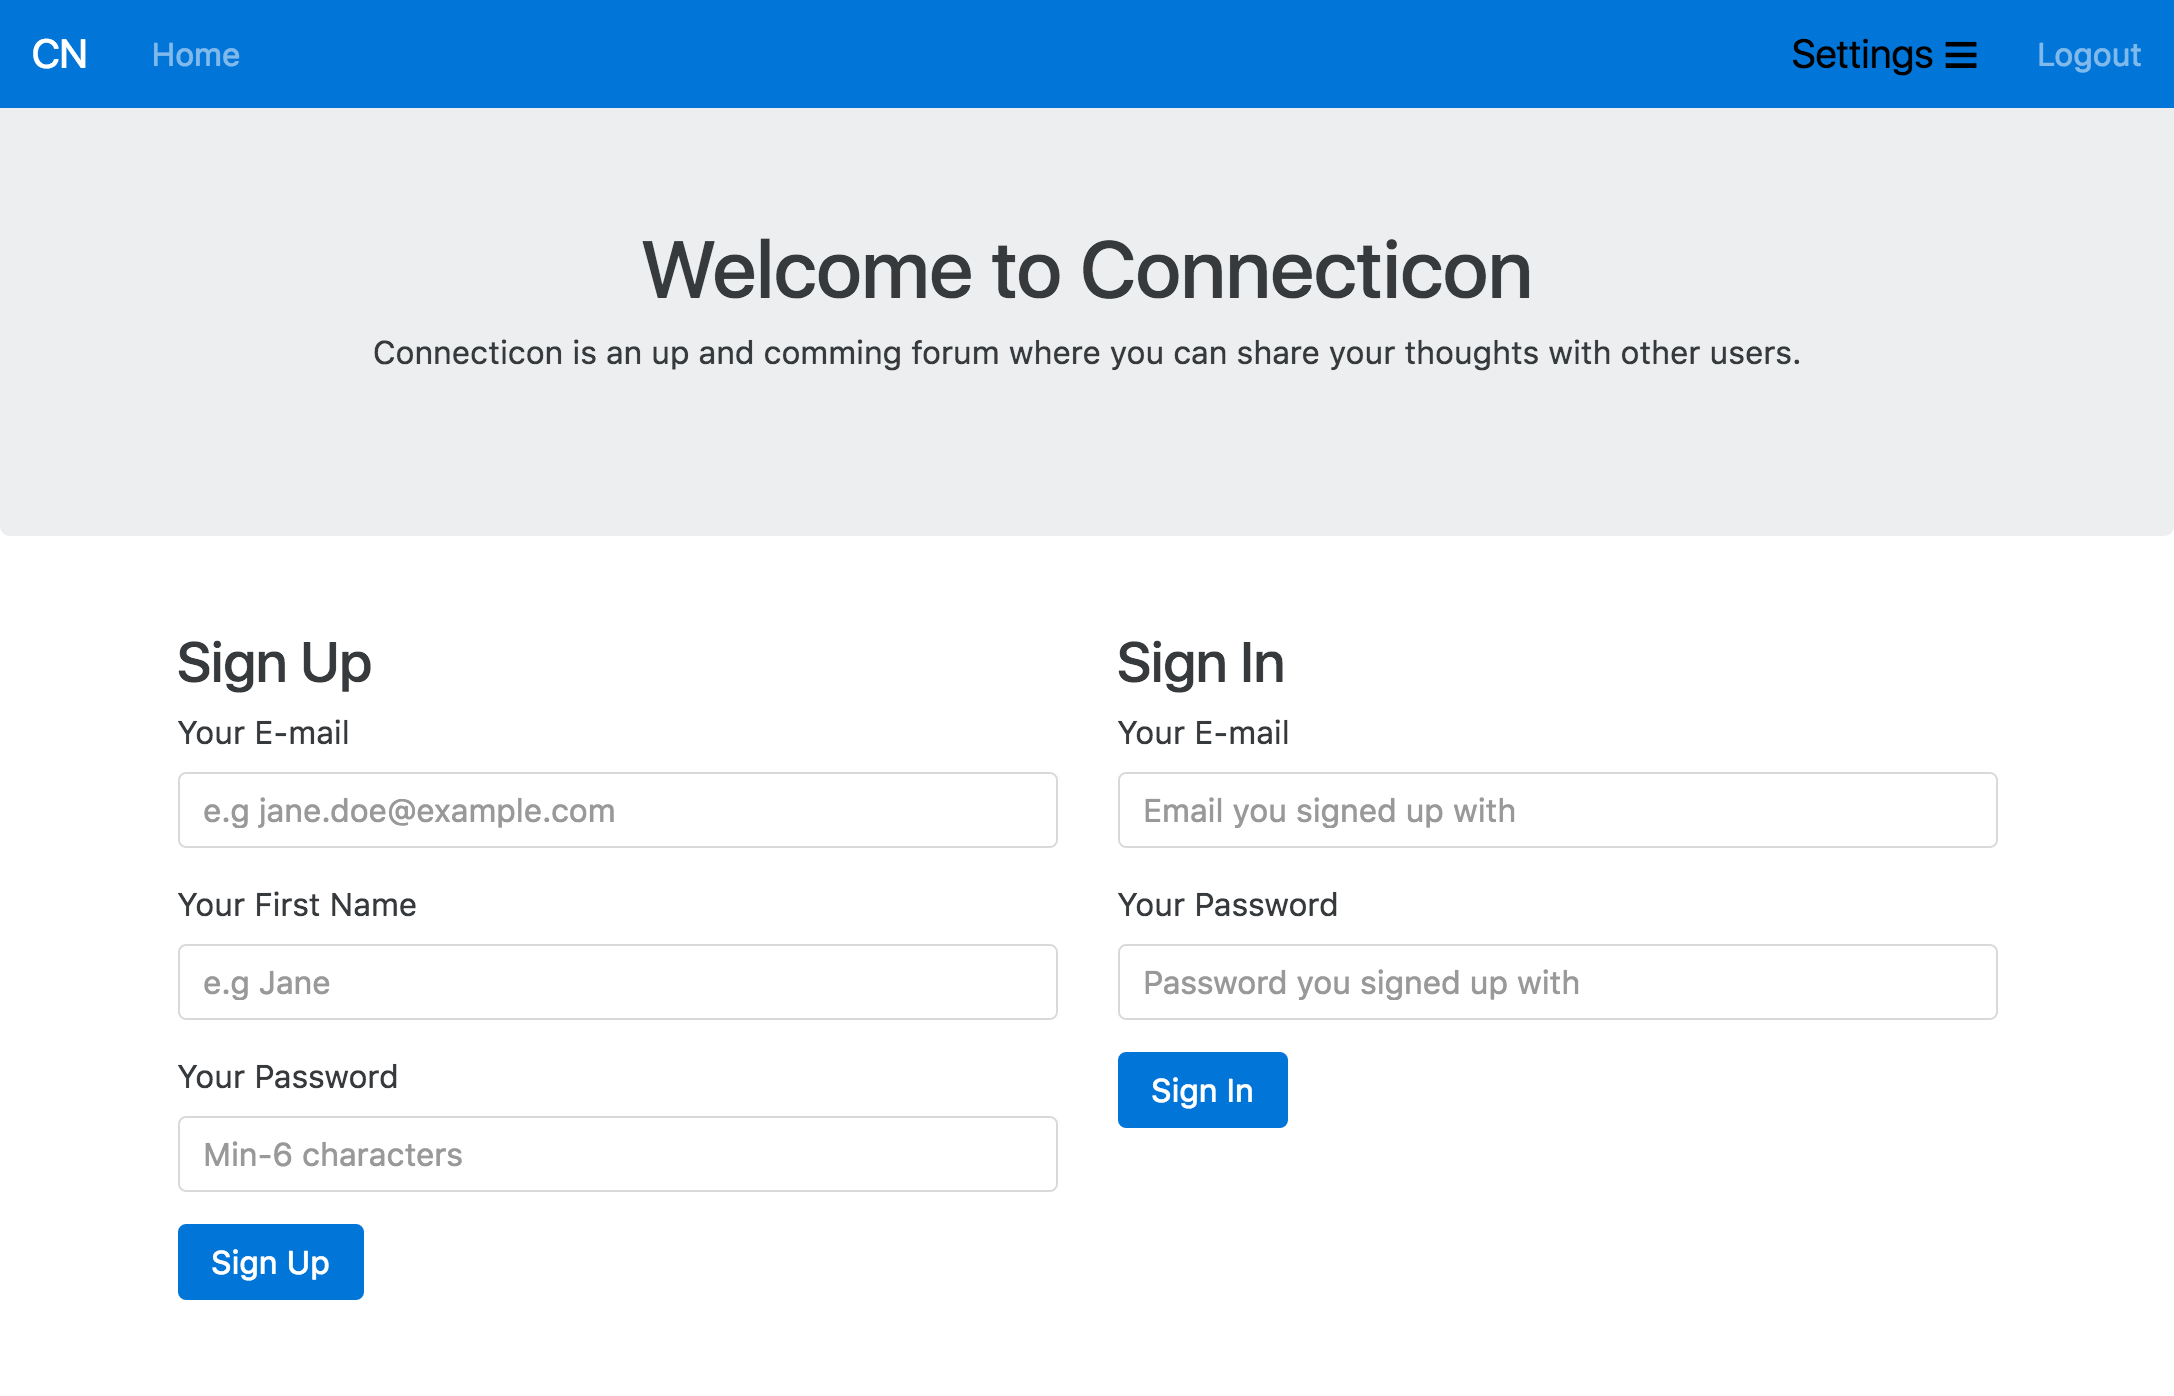 CN Home Settings Logout
Welcome to Connecticon
Connecticon is an up and comming forum where you can share your thoughts with other users.
Sign Up
Your E-mail
e.g jane.doe@example.com
Your First Name
e.g Jane
Your Password
Min-6 characters
Sign Up
Sign In
Your E-mail
Email you signed up with
Your Password
Password you signed up with
Sign In